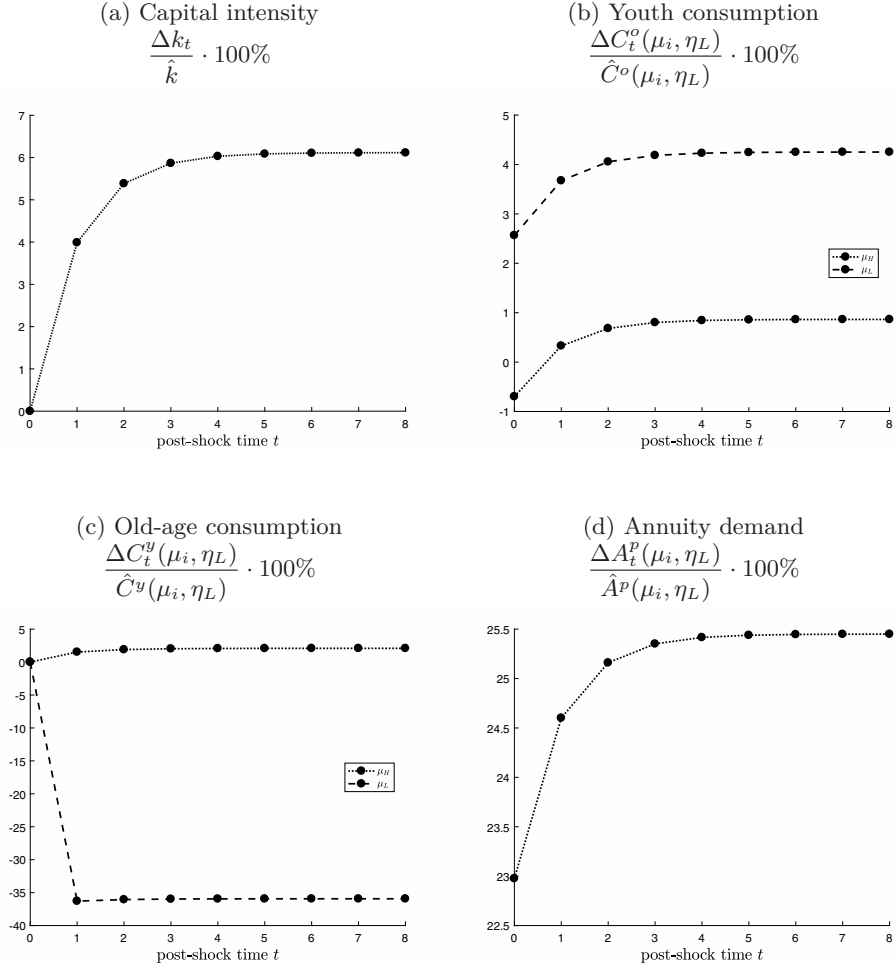 (a) Capital intensity
Δk_t / k̂ · 100%
7
6
5
4
3
2
1
0
0 1 2 3 4 5 6 7 8
post-shock time t
(b) Youth consumption
ΔC_t^o(μ_i, η_L) / Ĉ^o(μ_i, η_L) · 100%
5
4
3
2
1
0
-1
μ_H
μ_L
0 1 2 3 4 5 6 7 8
post-shock time t
(c) Old-age consumption
ΔC_t^y(μ_i, η_L) / Ĉ^y(μ_i, η_L) · 100%
5
0
-5
-10
-15
-20
-25
-30
-35
-40
μ_H
μ_L
0 1 2 3 4 5 6 7 8
post-shock time t
(d) Annuity demand
ΔA_t^p(μ_i, η_L) / Â^p(μ_i, η_L) · 100%
25.5
25
24.5
24
23.5
23
22.5
0 1 2 3 4 5 6 7 8
post-shock time t